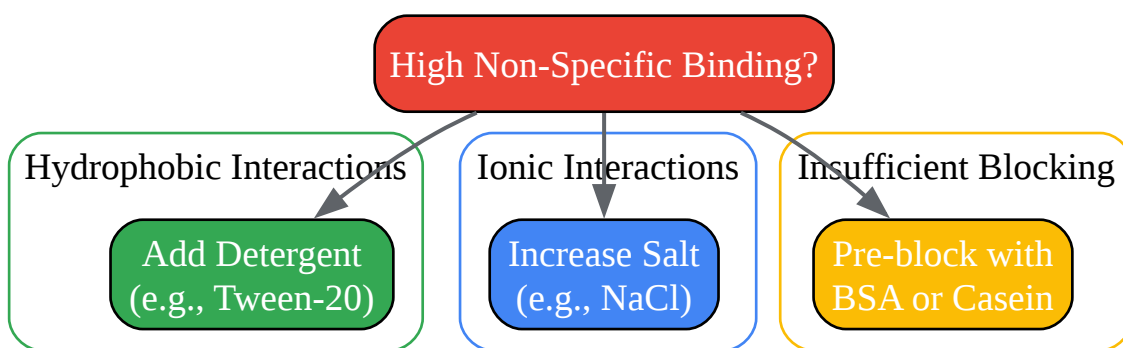 High Non-Specific Binding?
Hydrophobic Interactions
Ionic Interactions
Insufficient Blocking
Add Detergent
(e.g., Tween-20)
Increase Salt
(e.g., NaCl)
Pre-block with
BSA or Casein